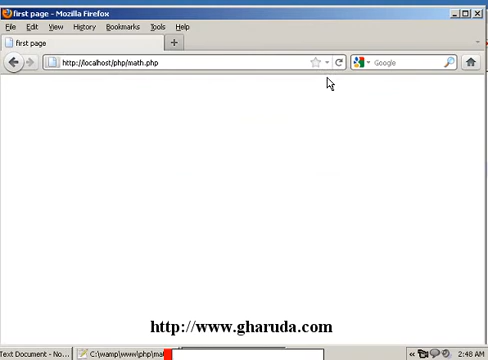 first page - Mozilla Firefox
File Edit View History Bookmarks Tools Help
first page
http://localhost/php/math.php
Google
http://www.gharuda.com
Text Document - No... C:\wamp\www\php\mat 2:48 AM